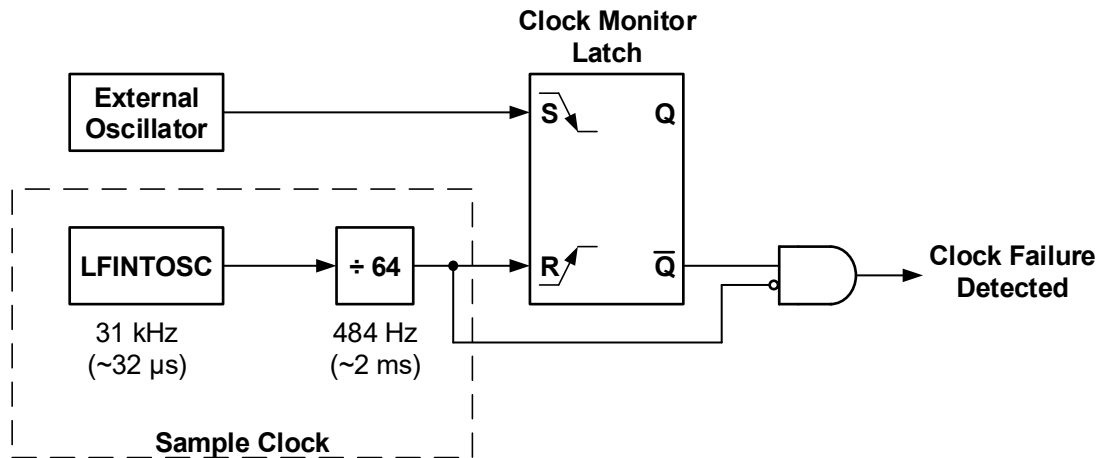 Clock Monitor
Latch
External
Oscillator
S
Q
LFINTOSC
÷ 64
R
Q̅
Clock Failure
Detected
31 kHz
(~32 µs)
484 Hz
(~2 ms)
Sample Clock